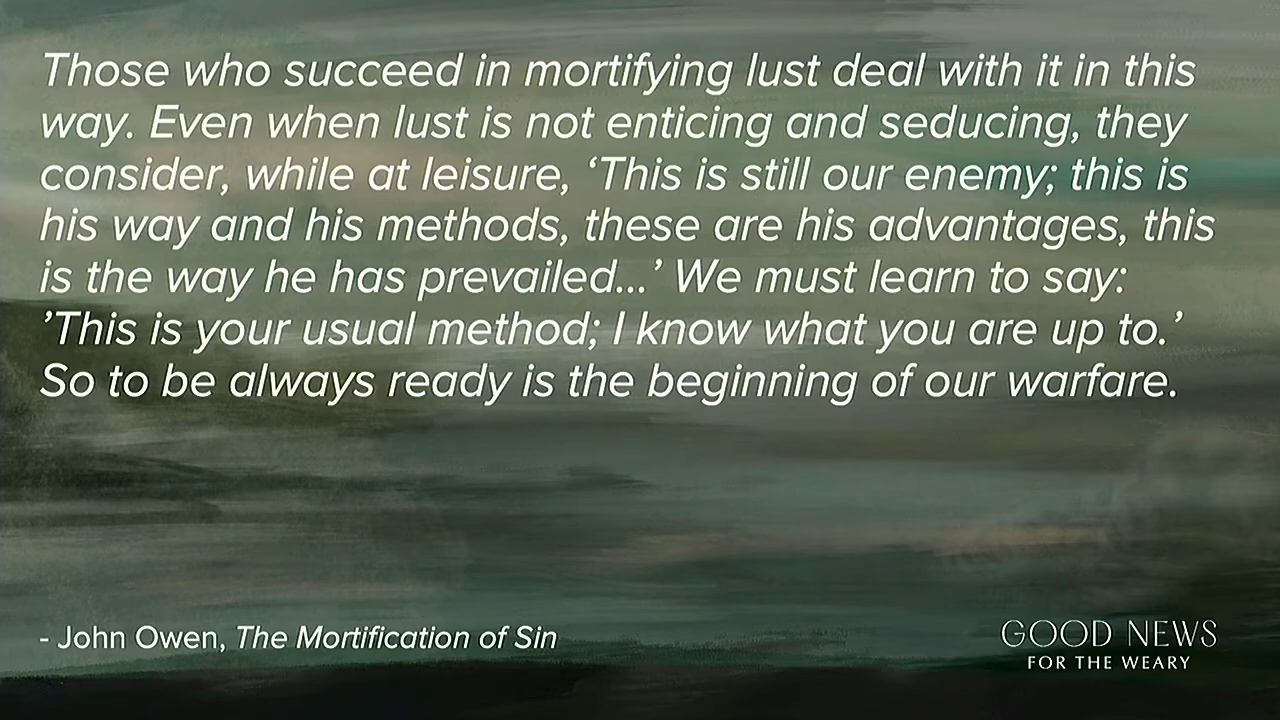 Those who succeed in mortifying lust deal with it in this
way. Even when lust is not enticing and seducing, they
consider, while at leisure, ‘This is still our enemy; this is
his way and his methods, these are his advantages, this
is the way he has prevailed...’ We must learn to say:
’This is your usual method; I know what you are up to.’
So to be always ready is the beginning of our warfare.
- John Owen, The Mortification of Sin
GOOD NEWS
FOR THE WEARY